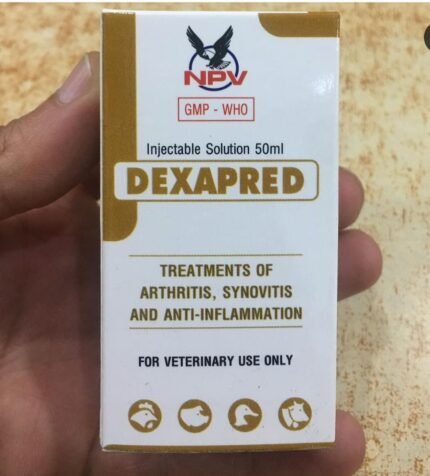 NPV
GMP - WHO
Injectable Solution 50ml
DEXAPRED
TREATMENTS OF
ARTHRITIS, SYNOVITIS
AND ANTI-INFLAMMATION
FOR VETERINARY USE ONLY